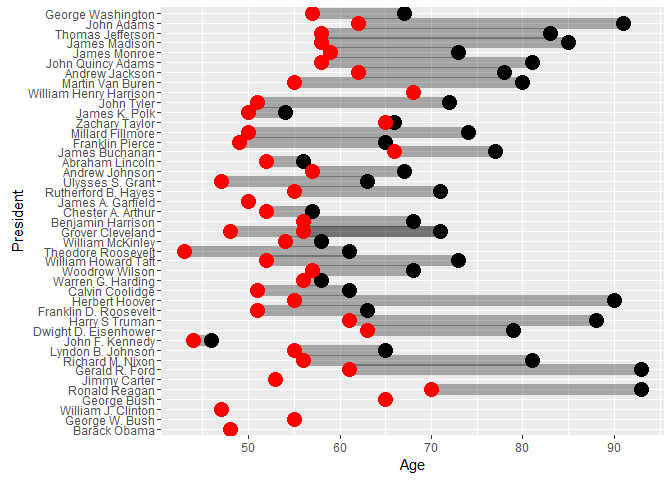 George Washington
John Adams
Thomas Jefferson
James Madison
James Monroe
John Quincy Adams
Andrew Jackson
Martin Van Buren
William Henry Harrison
John Tyler
James K. Polk
Zachary Taylor
Millard Fillmore
Franklin Pierce
James Buchanan
Abraham Lincoln
Andrew Johnson
Ulysses S. Grant
Rutherford B. Hayes
James A. Garfield
Chester A. Arthur
Benjamin Harrison
Grover Cleveland
William McKinley
Theodore Roosevelt
William Howard Taft
Woodrow Wilson
Warren G. Harding
Calvin Coolidge
Herbert Hoover
Franklin D. Roosevelt
Harry S Truman
Dwight D. Eisenhower
John F. Kennedy
Lyndon B. Johnson
Richard M. Nixon
Gerald R. Ford
Jimmy Carter
Ronald Reagan
George Bush
William J. Clinton
George W. Bush
Barack Obama
President
50 60 70 80 90
Age